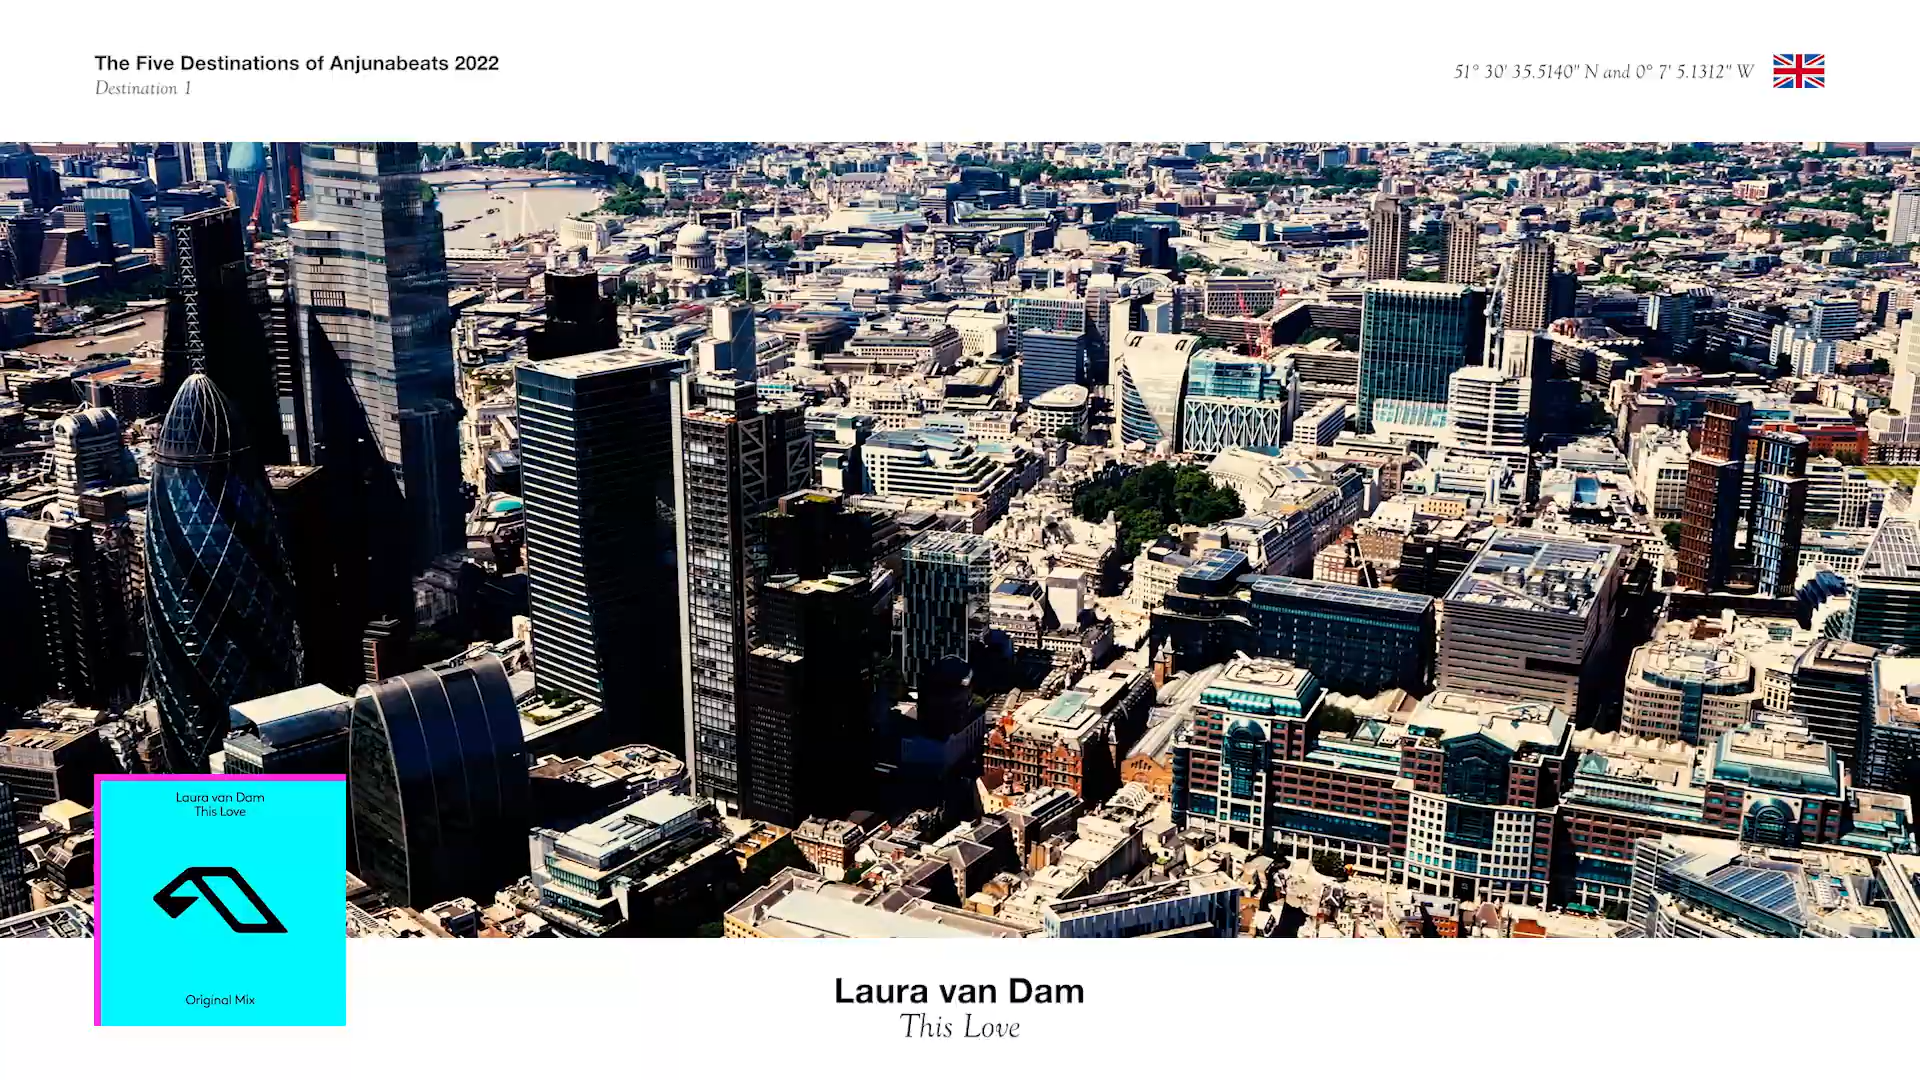 The Five Destinations of Anjunabeats 2022
Destination 1
51° 30' 35.5140" N and 0° 7' 5.1312" W
Laura van Dam
This Love
Original Mix
Laura van Dam
This Love